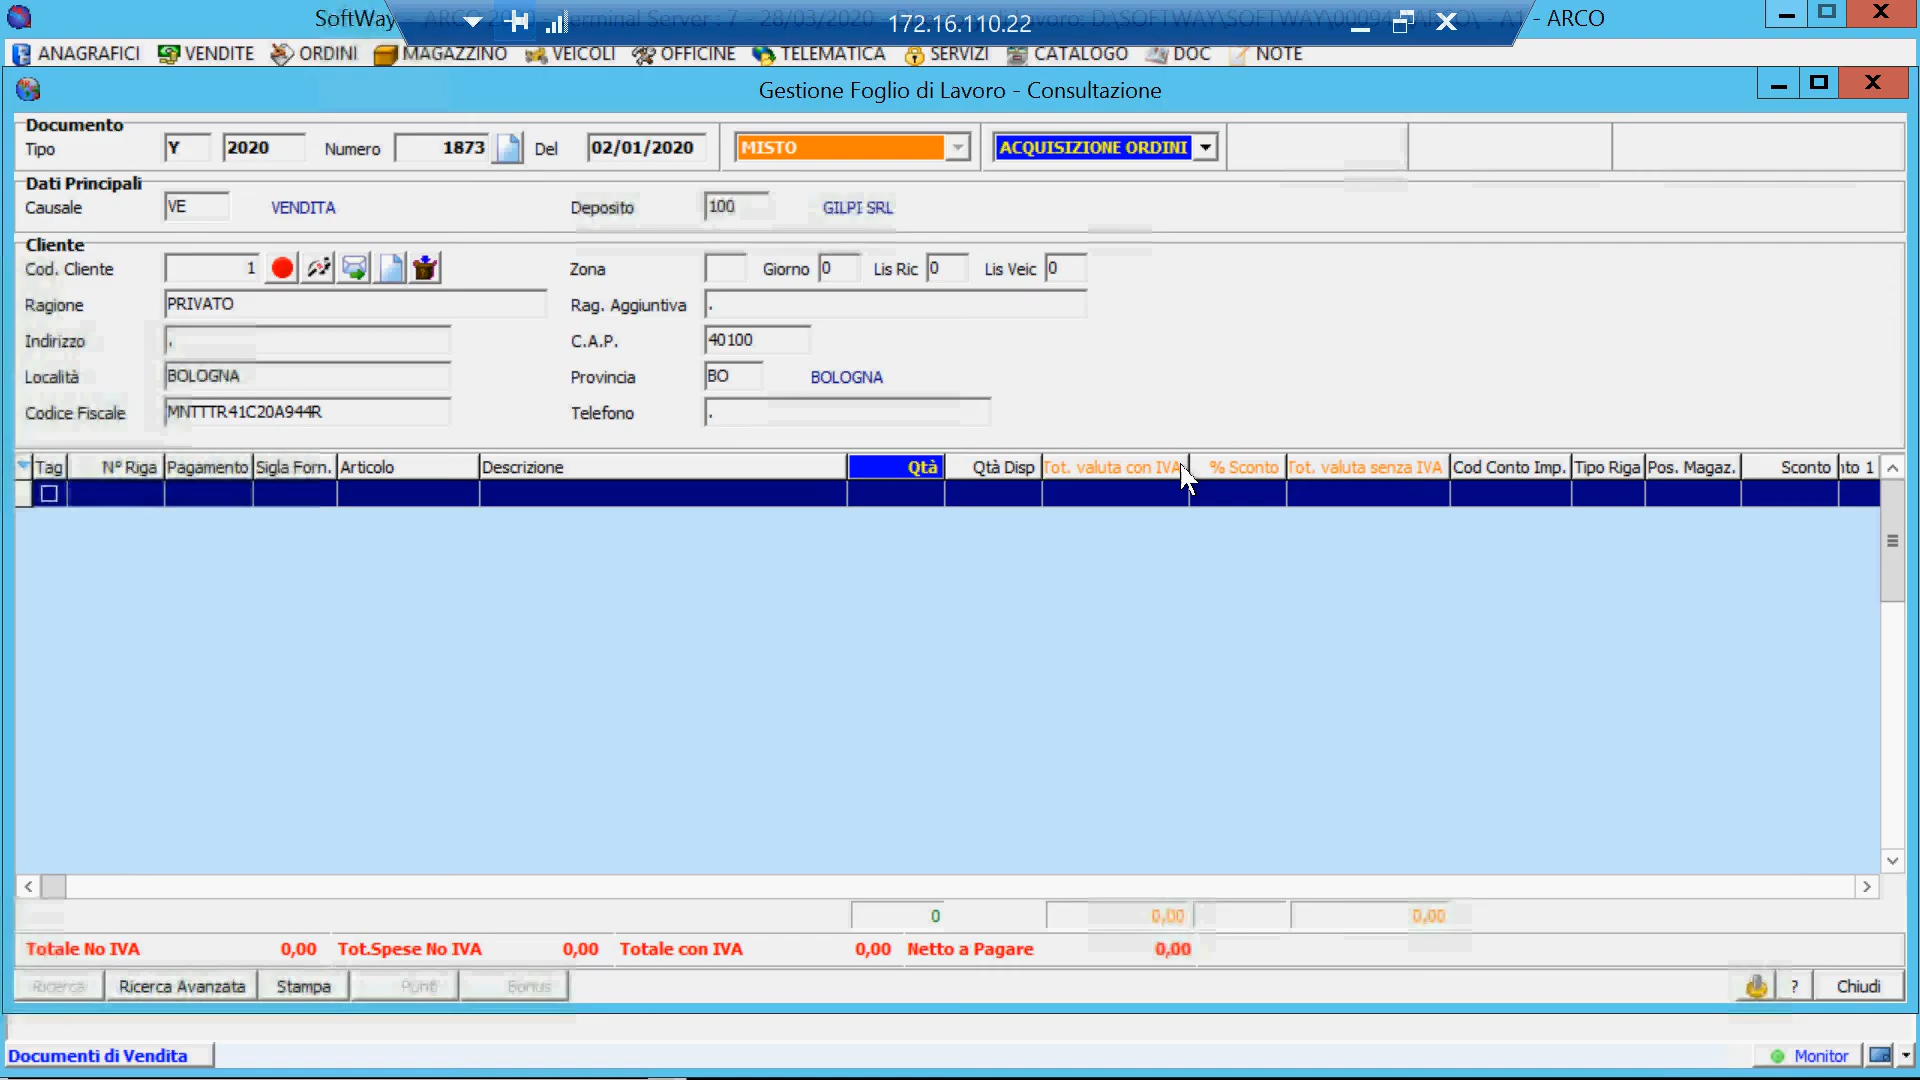 SoftWay - ARCO 20 Terminal Server : 7 - 28/03/2020 172.16.110.22 Lavoro: D:\SOFTWAY\SOFTWAY\00094 - A1 - ARCO
ANAGRAFICI VENDITE ORDINI MAGAZZINO VEICOLI OFFICINE TELEMATICA SERVIZI CATALOGO DOC NOTE
Gestione Foglio di Lavoro - Consultazione
Documento
Tipo Y 2020 Numero 1873 Del 02/01/2020 MISTO ACQUISIZIONE ORDINI
Dati Principali
Causale VE VENDITA Deposito 100 GILPI SRL
Cliente
Cod. Cliente 1 Zona Giorno 0 Lis Ric 0 Lis Veic 0
Ragione PRIVATO Rag. Aggiuntiva .
Indirizzo . C.A.P. 40100
Località BOLOGNA Provincia BO BOLOGNA
Codice Fiscale MNTTTR41C20A944R Telefono .
Tag N° Riga Pagamento Sigla Forn. Articolo Descrizione Qtà Qtà Disp Tot. valuta con IVA % Sconto Tot. valuta senza IVA Cod Conto Imp. Tipo Riga Pos. Magaz. Sconto nto 1
0 0,00 0,00
Totale No IVA 0,00 Tot.Spese No IVA 0,00 Totale con IVA 0,00 Netto a Pagare 0,00
Ricerca Ricerca Avanzata Stampa Punti Bonus ? Chiudi
Documenti di Vendita Monitor